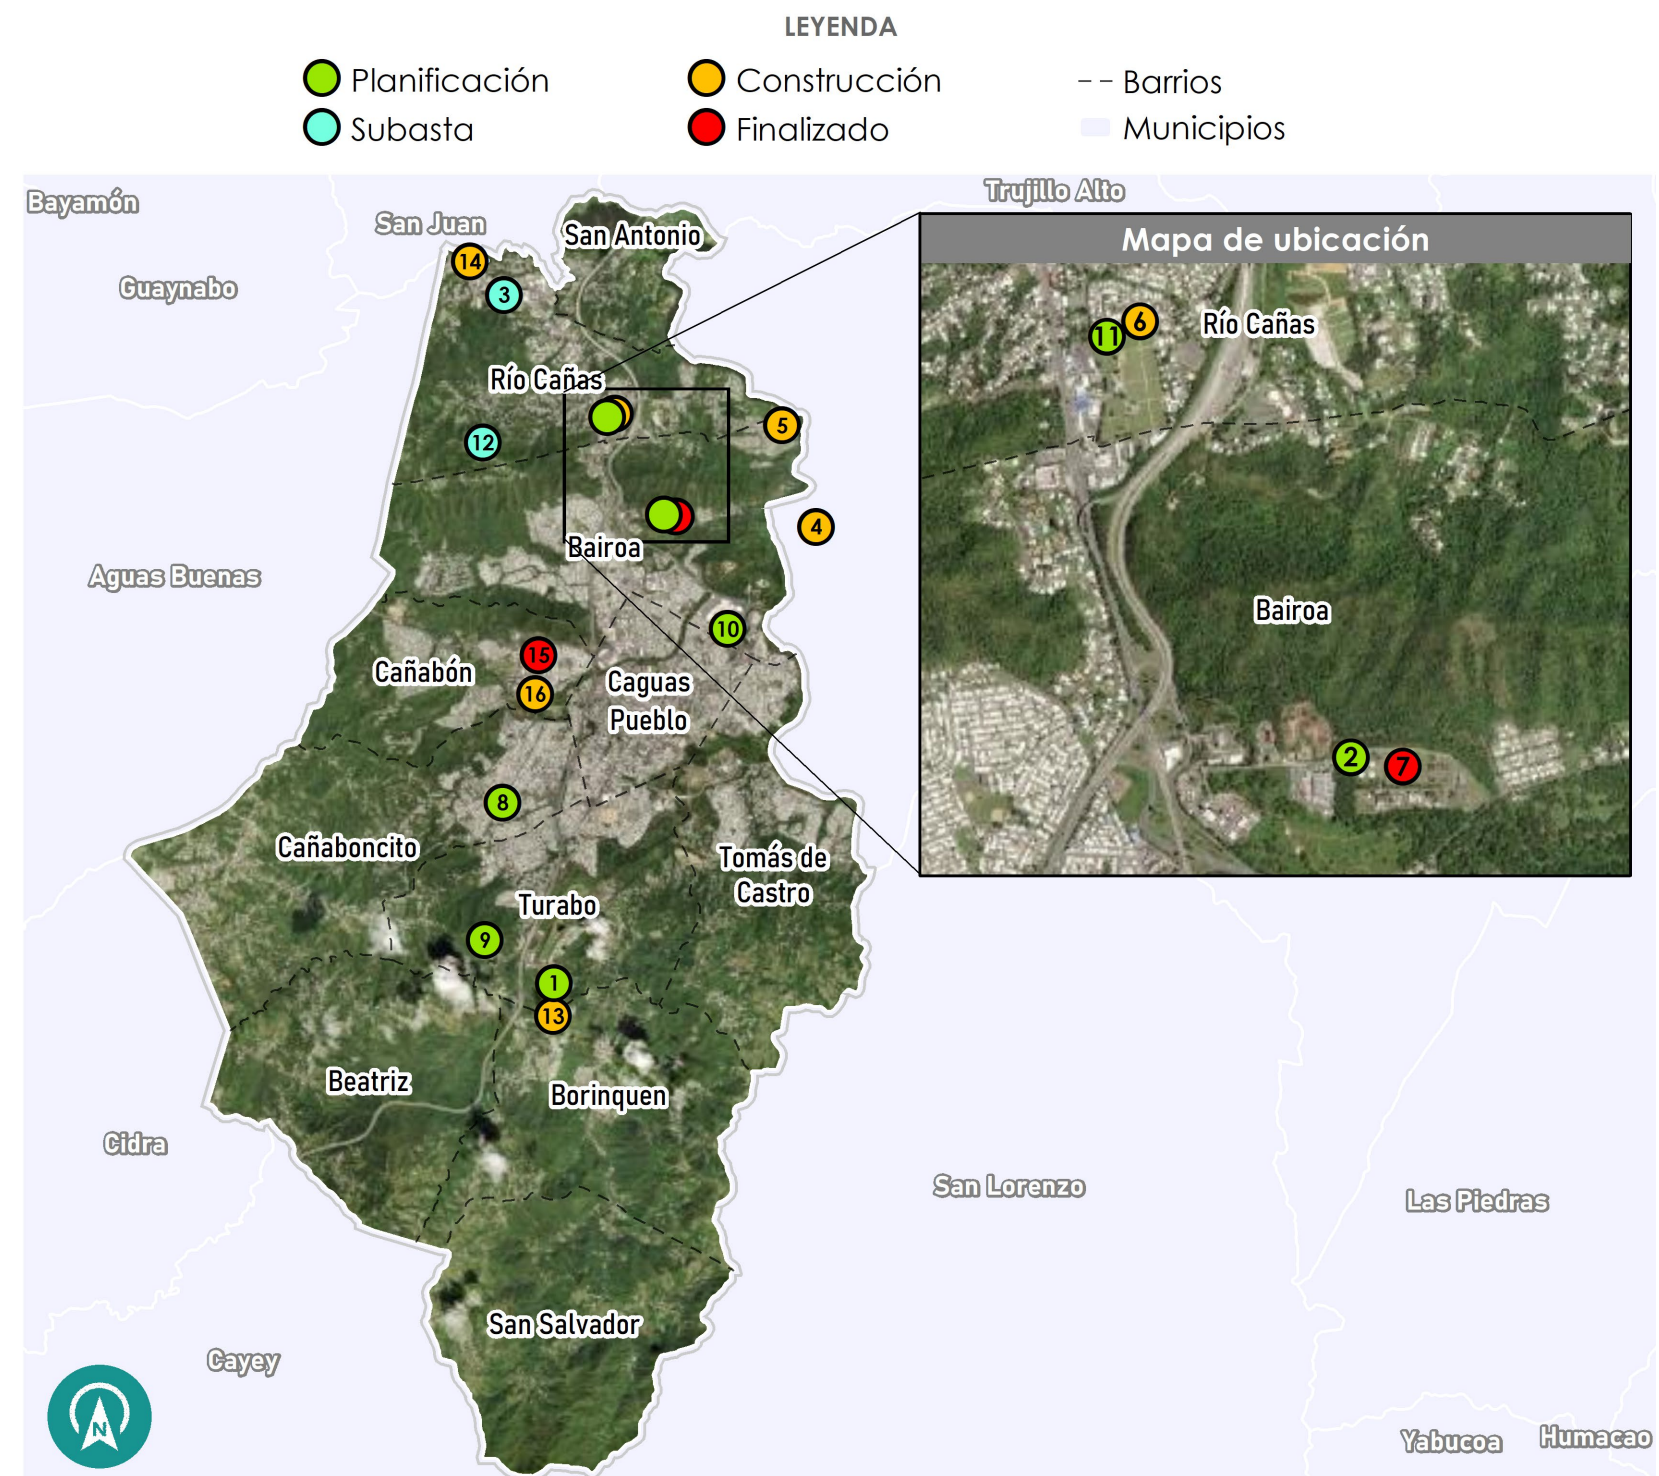 LEYENDA
Planificación
Construcción
Barrios
Subasta
Finalizado
Municipios
Bayamón
San Juan
Trujillo Alto
Guaynabo
San Antonio
14
3
Río Cañas
12
5
4
Bairoa
Aguas Buenas
10
15
Cañabón
16
Caguas
Pueblo
8
Cañaboncito
Tomás de
Castro
Turabo
9
1
13
Beatriz
Borinquen
Cidra
San Lorenzo
Las Piedras
San Salvador
Cayey
N
Yabucoa
Humacao
Mapa de ubicación
11
6
Río Cañas
Bairoa
2
7